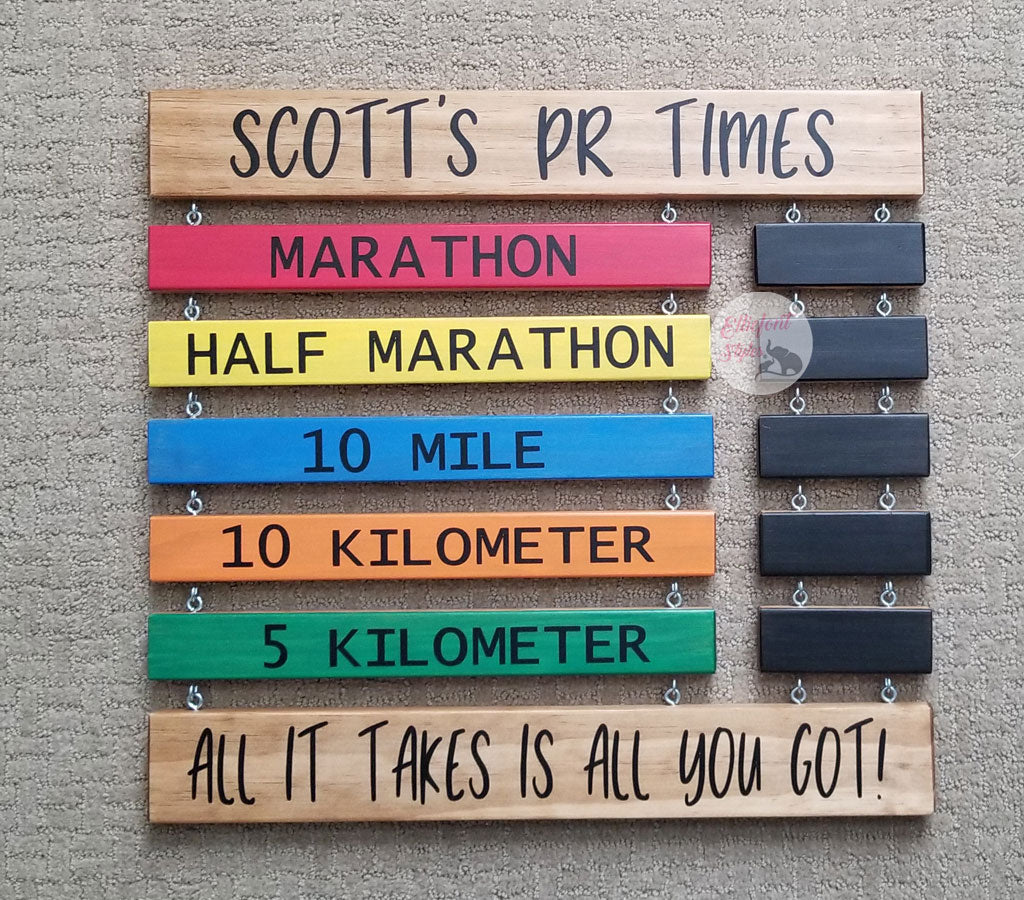 SCOTT'S PR TIMES
MARATHON
HALF MARATHON
10 MILE
10 KILOMETER
5 KILOMETER
ALL IT TAKES IS ALL YOU GOT!